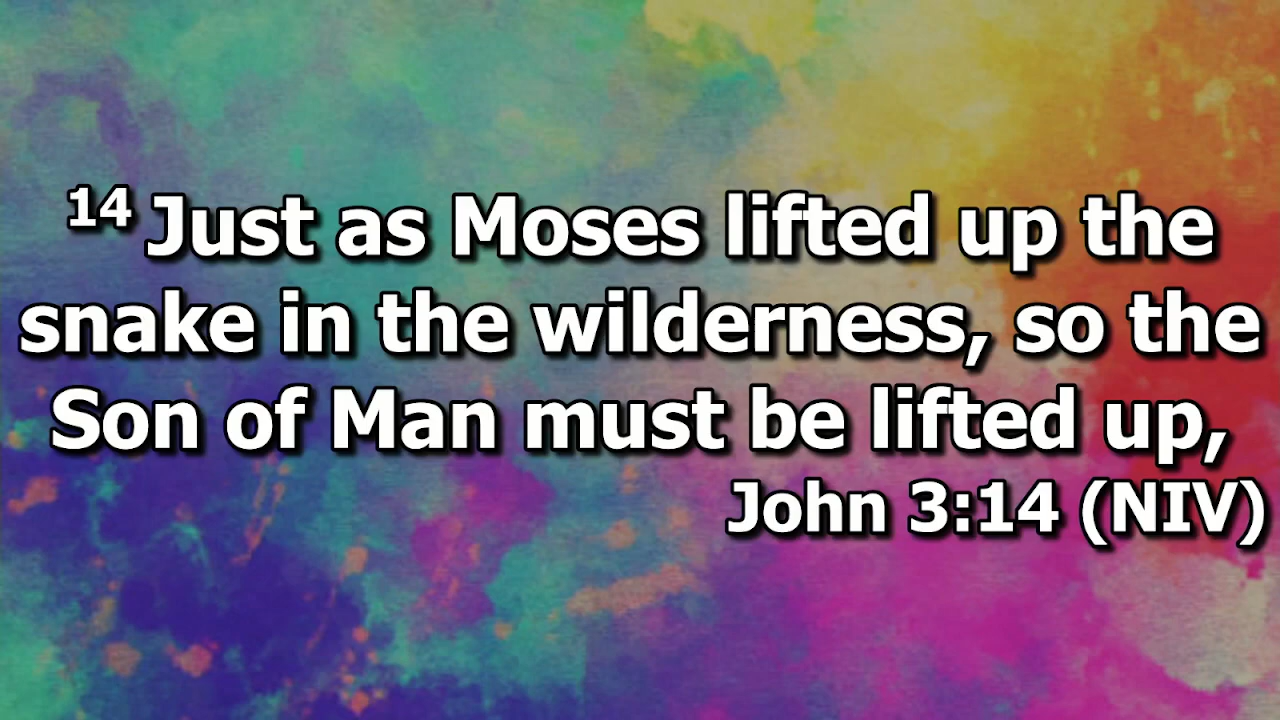 14 Just as Moses lifted up the
snake in the wilderness, so the
Son of Man must be lifted up,
John 3:14 (NIV)